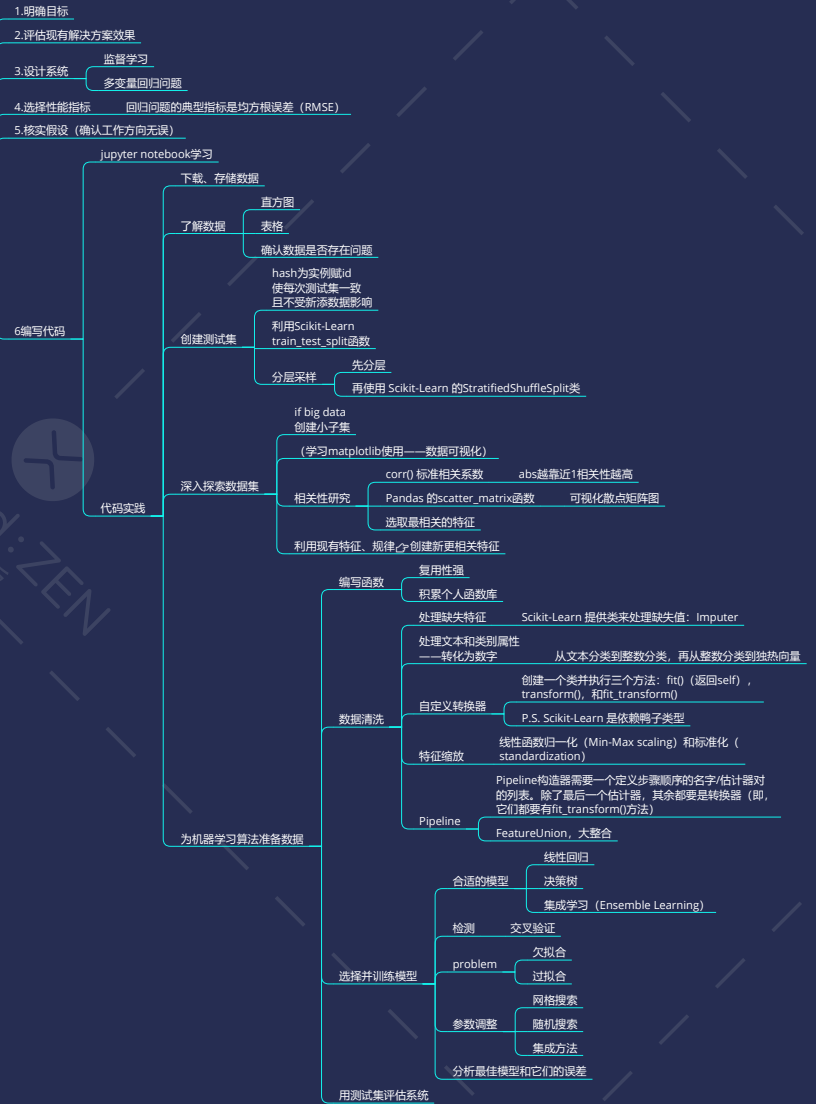 1.明确目标
2.评估现有解决方案效果
3.设计系统
监督学习
多变量回归问题
4.选择性能指标
回归问题的典型指标是均方根误差（RMSE）
5.核实假设（确认工作方向无误）
6编写代码
jupyter notebook学习
代码实践
下载、存储数据
了解数据
直方图
表格
确认数据是否存在问题
创建测试集
hash为实例赋id
使每次测试集一致
且不受新添数据影响
利用Scikit-Learn
train_test_split函数
分层采样
先分层
再使用 Scikit-Learn 的StratifiedShuffleSplit类
深入探索数据集
if big data
创建小子集
（学习matplotlib使用——数据可视化）
相关性研究
corr() 标准相关系数
abs越靠近1相关性越高
Pandas 的scatter_matrix函数
可视化散点矩阵图
选取最相关的特征
利用现有特征、规律👉创建新更相关特征
为机器学习算法准备数据
编写函数
复用性强
积累个人函数库
数据清洗
处理缺失特征
Scikit-Learn 提供类来处理缺失值：Imputer
处理文本和类别属性
——转化为数字
从文本分类到整数分类，再从整数分类到独热向量
自定义转换器
创建一个类并执行三个方法：fit()（返回self），
transform()，和fit_transform()
P.S. Scikit-Learn 是依赖鸭子类型
特征缩放
线性函数归一化（Min-Max scaling）和标准化（
standardization）
Pipeline
Pipeline构造器需要一个定义步骤顺序的名字/估计器对
的列表。除了最后一个估计器，其余都要是转换器（即，
它们都要有fit_transform()方法）
FeatureUnion，大整合
选择并训练模型
合适的模型
线性回归
决策树
集成学习（Ensemble Learning）
检测
交叉验证
problem
欠拟合
过拟合
参数调整
网格搜索
随机搜索
集成方法
分析最佳模型和它们的误差
用测试集评估系统
ZEN